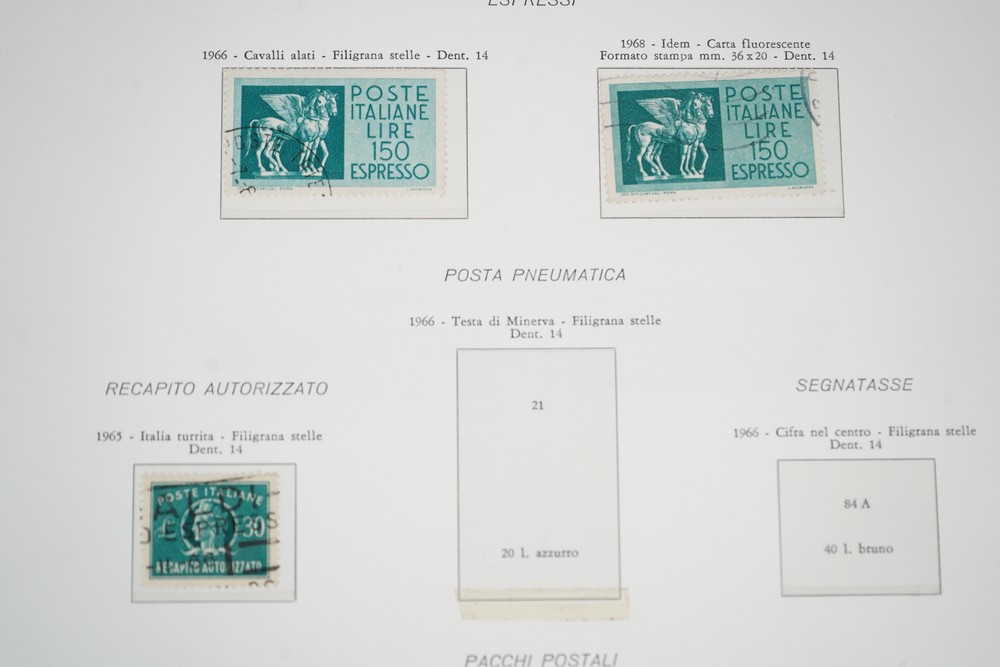 ESPRESSI
1966 - Cavalli alati - Filigrana stelle - Dent. 14
1968 - Idem - Carta fluorescente
Formato stampa mm. 36 x 20 - Dent. 14
POSTE
ITALIANE
LIRE
150
ESPRESSO
POSTE
ITALIANE
LIRE
150
ESPRESSO
POSTA PNEUMATICA
1966 - Testa di Minerva - Filigrana stelle
Dent. 14
21
20 l. azzurro
RECAPITO AUTORIZZATO
1965 - Italia turrita - Filigrana stelle
Dent. 14
POSTE ITALIANE
30
RECAPITO AUTORIZZATO
SEGNATASSE
1966 - Cifra nel centro - Filigrana stelle
Dent. 14
84 A
40 l. bruno
PACCHI POSTALI